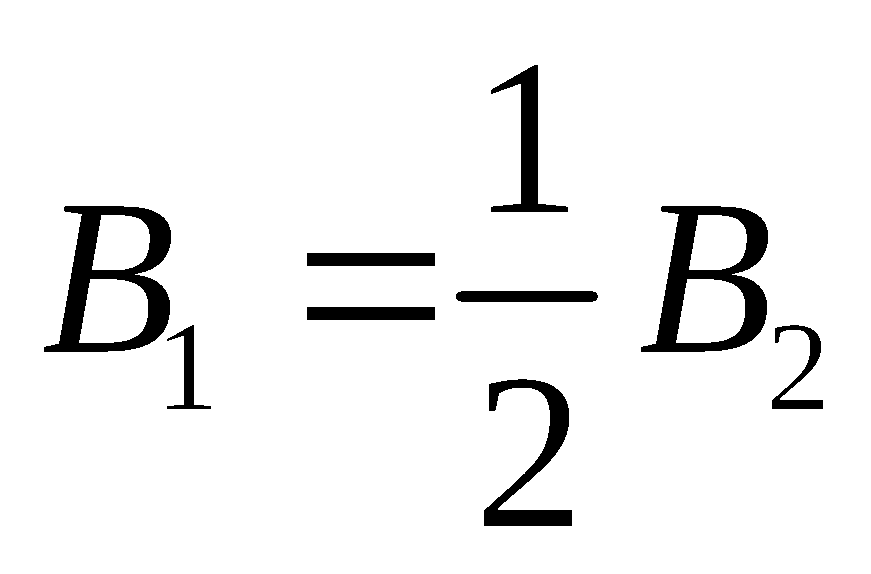 B₁ = 1/2 B₂